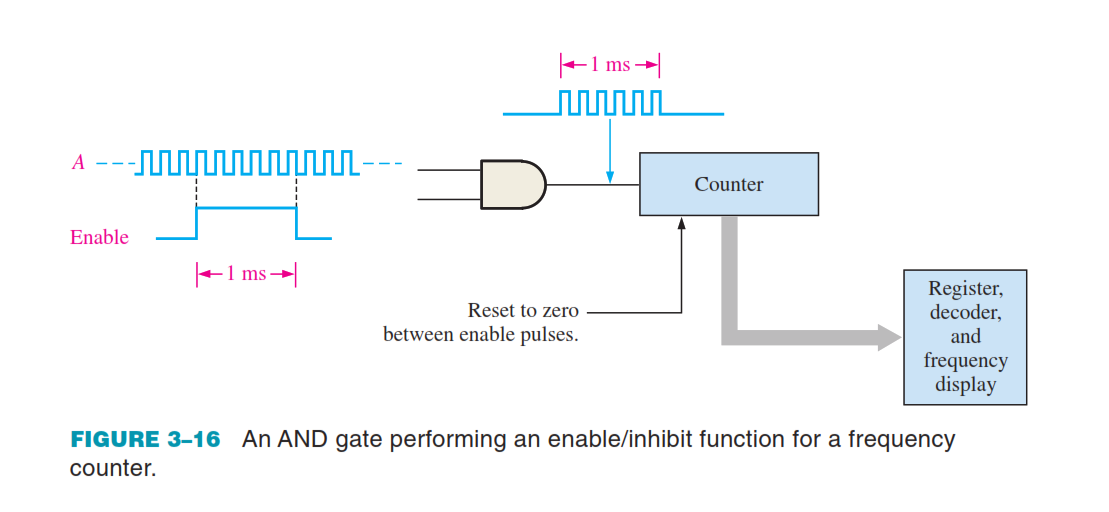 1 ms
A
Counter
Enable
1 ms
Reset to zero
between enable pulses.
Register,
decoder,
and
frequency
display
FIGURE 3–16 An AND gate performing an enable/inhibit function for a frequency
counter.